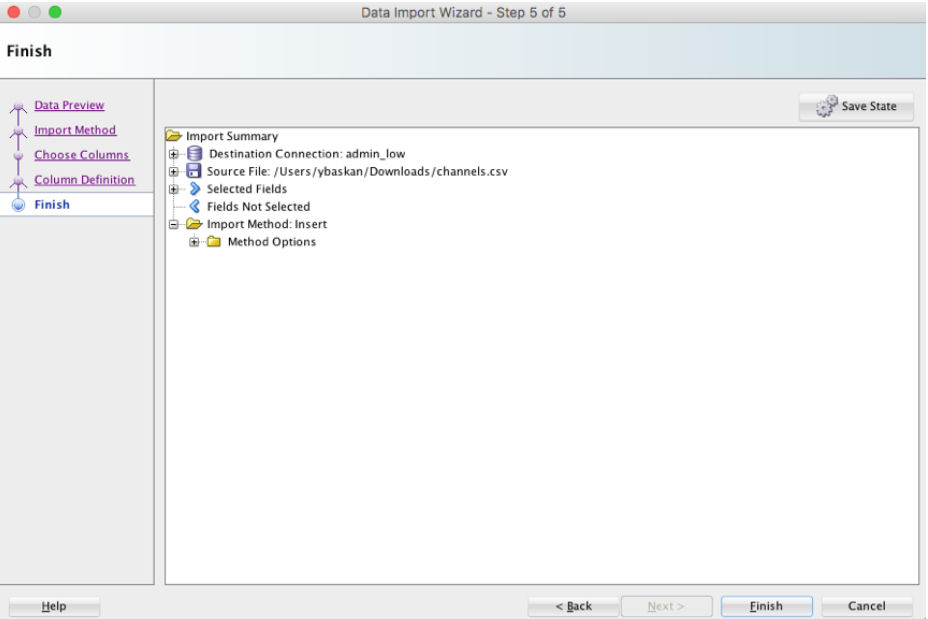 Data Import Wizard - Step 5 of 5
Finish
Data Preview
Import Method
Choose Columns
Column Definition
Finish
Save State
Import Summary
Destination Connection: admin_low
Source File: /Users/ybaskan/Downloads/channels.csv
Selected Fields
Fields Not Selected
Import Method: Insert
Method Options
Help
< Back
Next >
Finish
Cancel